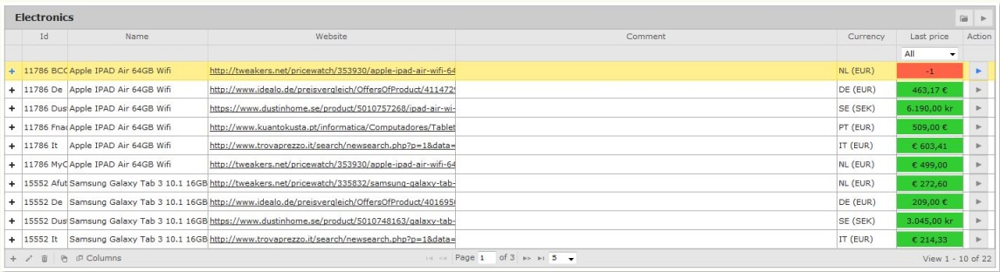 Electronics
Id Name Website Comment Currency Last price Action
All
11786 BCC Apple IPAD Air 64GB Wifi http://tweakers.net/pricewatch/353930/apple-ipad-air-wifi-64 NL (EUR) -1
11786 De Apple IPAD Air 64GB Wifi http://www.idealo.de/preisvergleich/OffersOfProduct/4114729 DE (EUR) 463,17 €
11786 Dust Apple IPAD Air 64GB Wifi https://www.dustinhome.se/product/5010757268/ipad-air-wi- SE (SEK) 6.190,00 kr
11786 Fnac Apple IPAD Air 64GB Wifi http://www.kuantokusta.pt/informatica/Computadores/Tablet PT (EUR) 509,00 €
11786 It Apple IPAD Air 64GB Wifi http://www.trovaprezzo.it/search/newsearch.php?p=1&data= IT (EUR) € 603,41
11786 MyC Apple IPAD Air 64GB Wifi http://tweakers.net/pricewatch/353930/apple-ipad-air-wifi-64 NL (EUR) € 499,00
15552 Afut Samsung Galaxy Tab 3 10.1 16GB http://tweakers.net/pricewatch/335832/samsung-galaxy-tab- NL (EUR) € 272,60
15552 De Samsung Galaxy Tab 3 10.1 16GB http://www.idealo.de/preisvergleich/OffersOfProduct/4016950 DE (EUR) 209,00 €
15552 Dust Samsung Galaxy Tab 3 10.1 16GB https://www.dustinhome.se/product/5010748163/galaxy-tab- SE (SEK) 3.045,00 kr
15552 It Samsung Galaxy Tab 3 10.1 16GB http://www.trovaprezzo.it/search/newsearch.php?p=1&data= IT (EUR) € 214,33
Columns Page 1 of 3 5 View 1 - 10 of 22